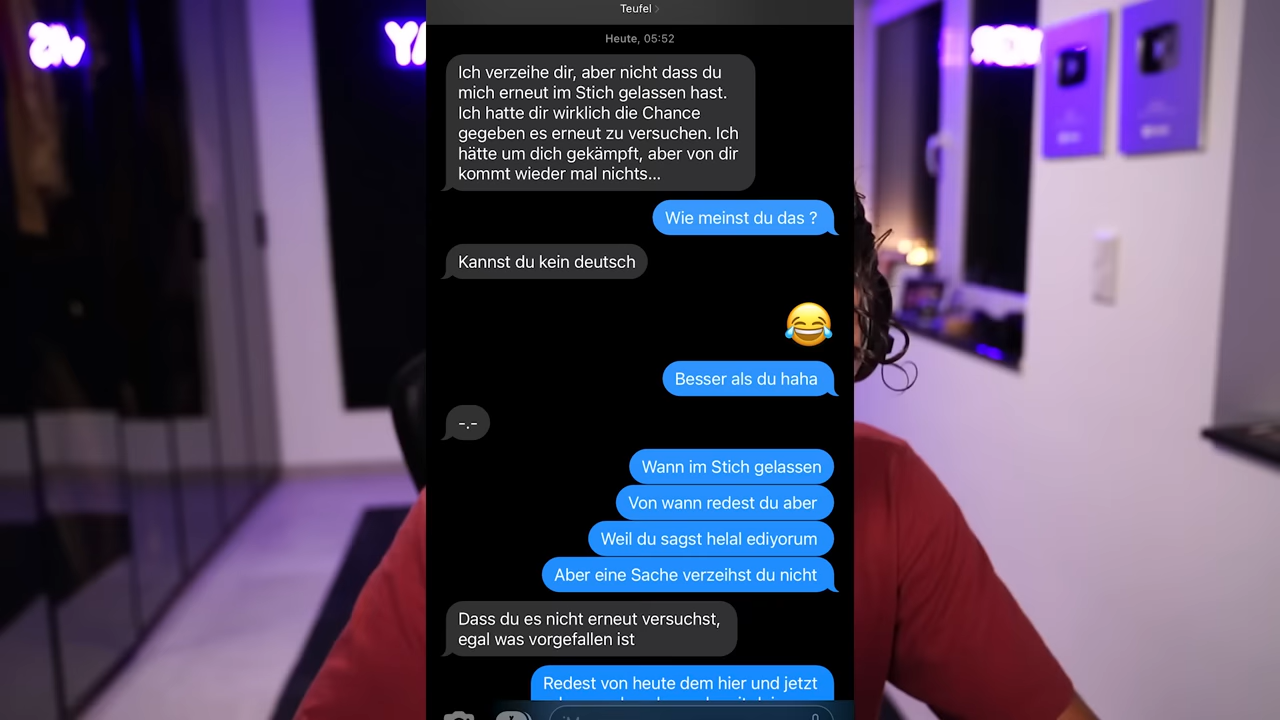 Teufel
Heute, 05:52
Ich verzeihe dir, aber nicht dass du
mich erneut im Stich gelassen hast.
Ich hatte dir wirklich die Chance
gegeben es erneut zu versuchen. Ich
hätte um dich gekämpft, aber von dir
kommt wieder mal nichts...
Wie meinst du das ?
Kannst du kein deutsch
😂
Besser als du haha
-.-
Wann im Stich gelassen
Von wann redest du aber
Weil du sagst helal ediyorum
Aber eine Sache verzeihst du nicht
Dass du es nicht erneut versuchst,
egal was vorgefallen ist
Redest von heute dem hier und jetzt